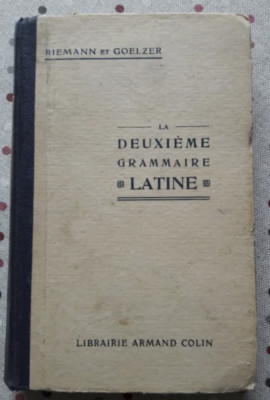 RIEMANN ET GOELZER
LA
DEUXIÈME
GRAMMAIRE
LATINE
LIBRAIRIE ARMAND COLIN